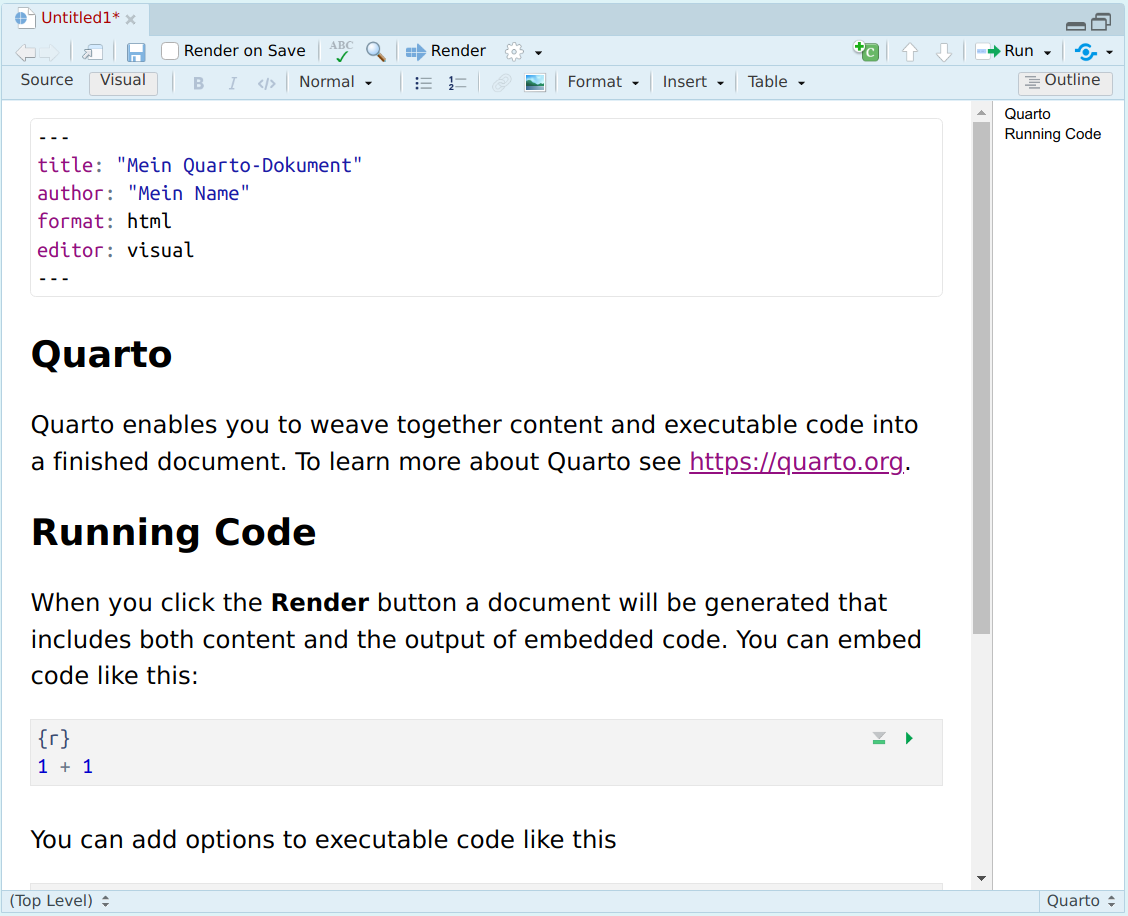 Untitled1*
Render on Save ABC Render Run
Source Visual B I </> Normal Format Insert Table Outline
---
title: "Mein Quarto-Dokument"
author: "Mein Name"
format: html
editor: visual
---
Quarto
Running Code
Quarto
Quarto enables you to weave together content and executable code into
a finished document. To learn more about Quarto see https://quarto.org.
Running Code
When you click the Render button a document will be generated that
includes both content and the output of embedded code. You can embed
code like this:
{r}
1 + 1
You can add options to executable code like this
(Top Level) Quarto